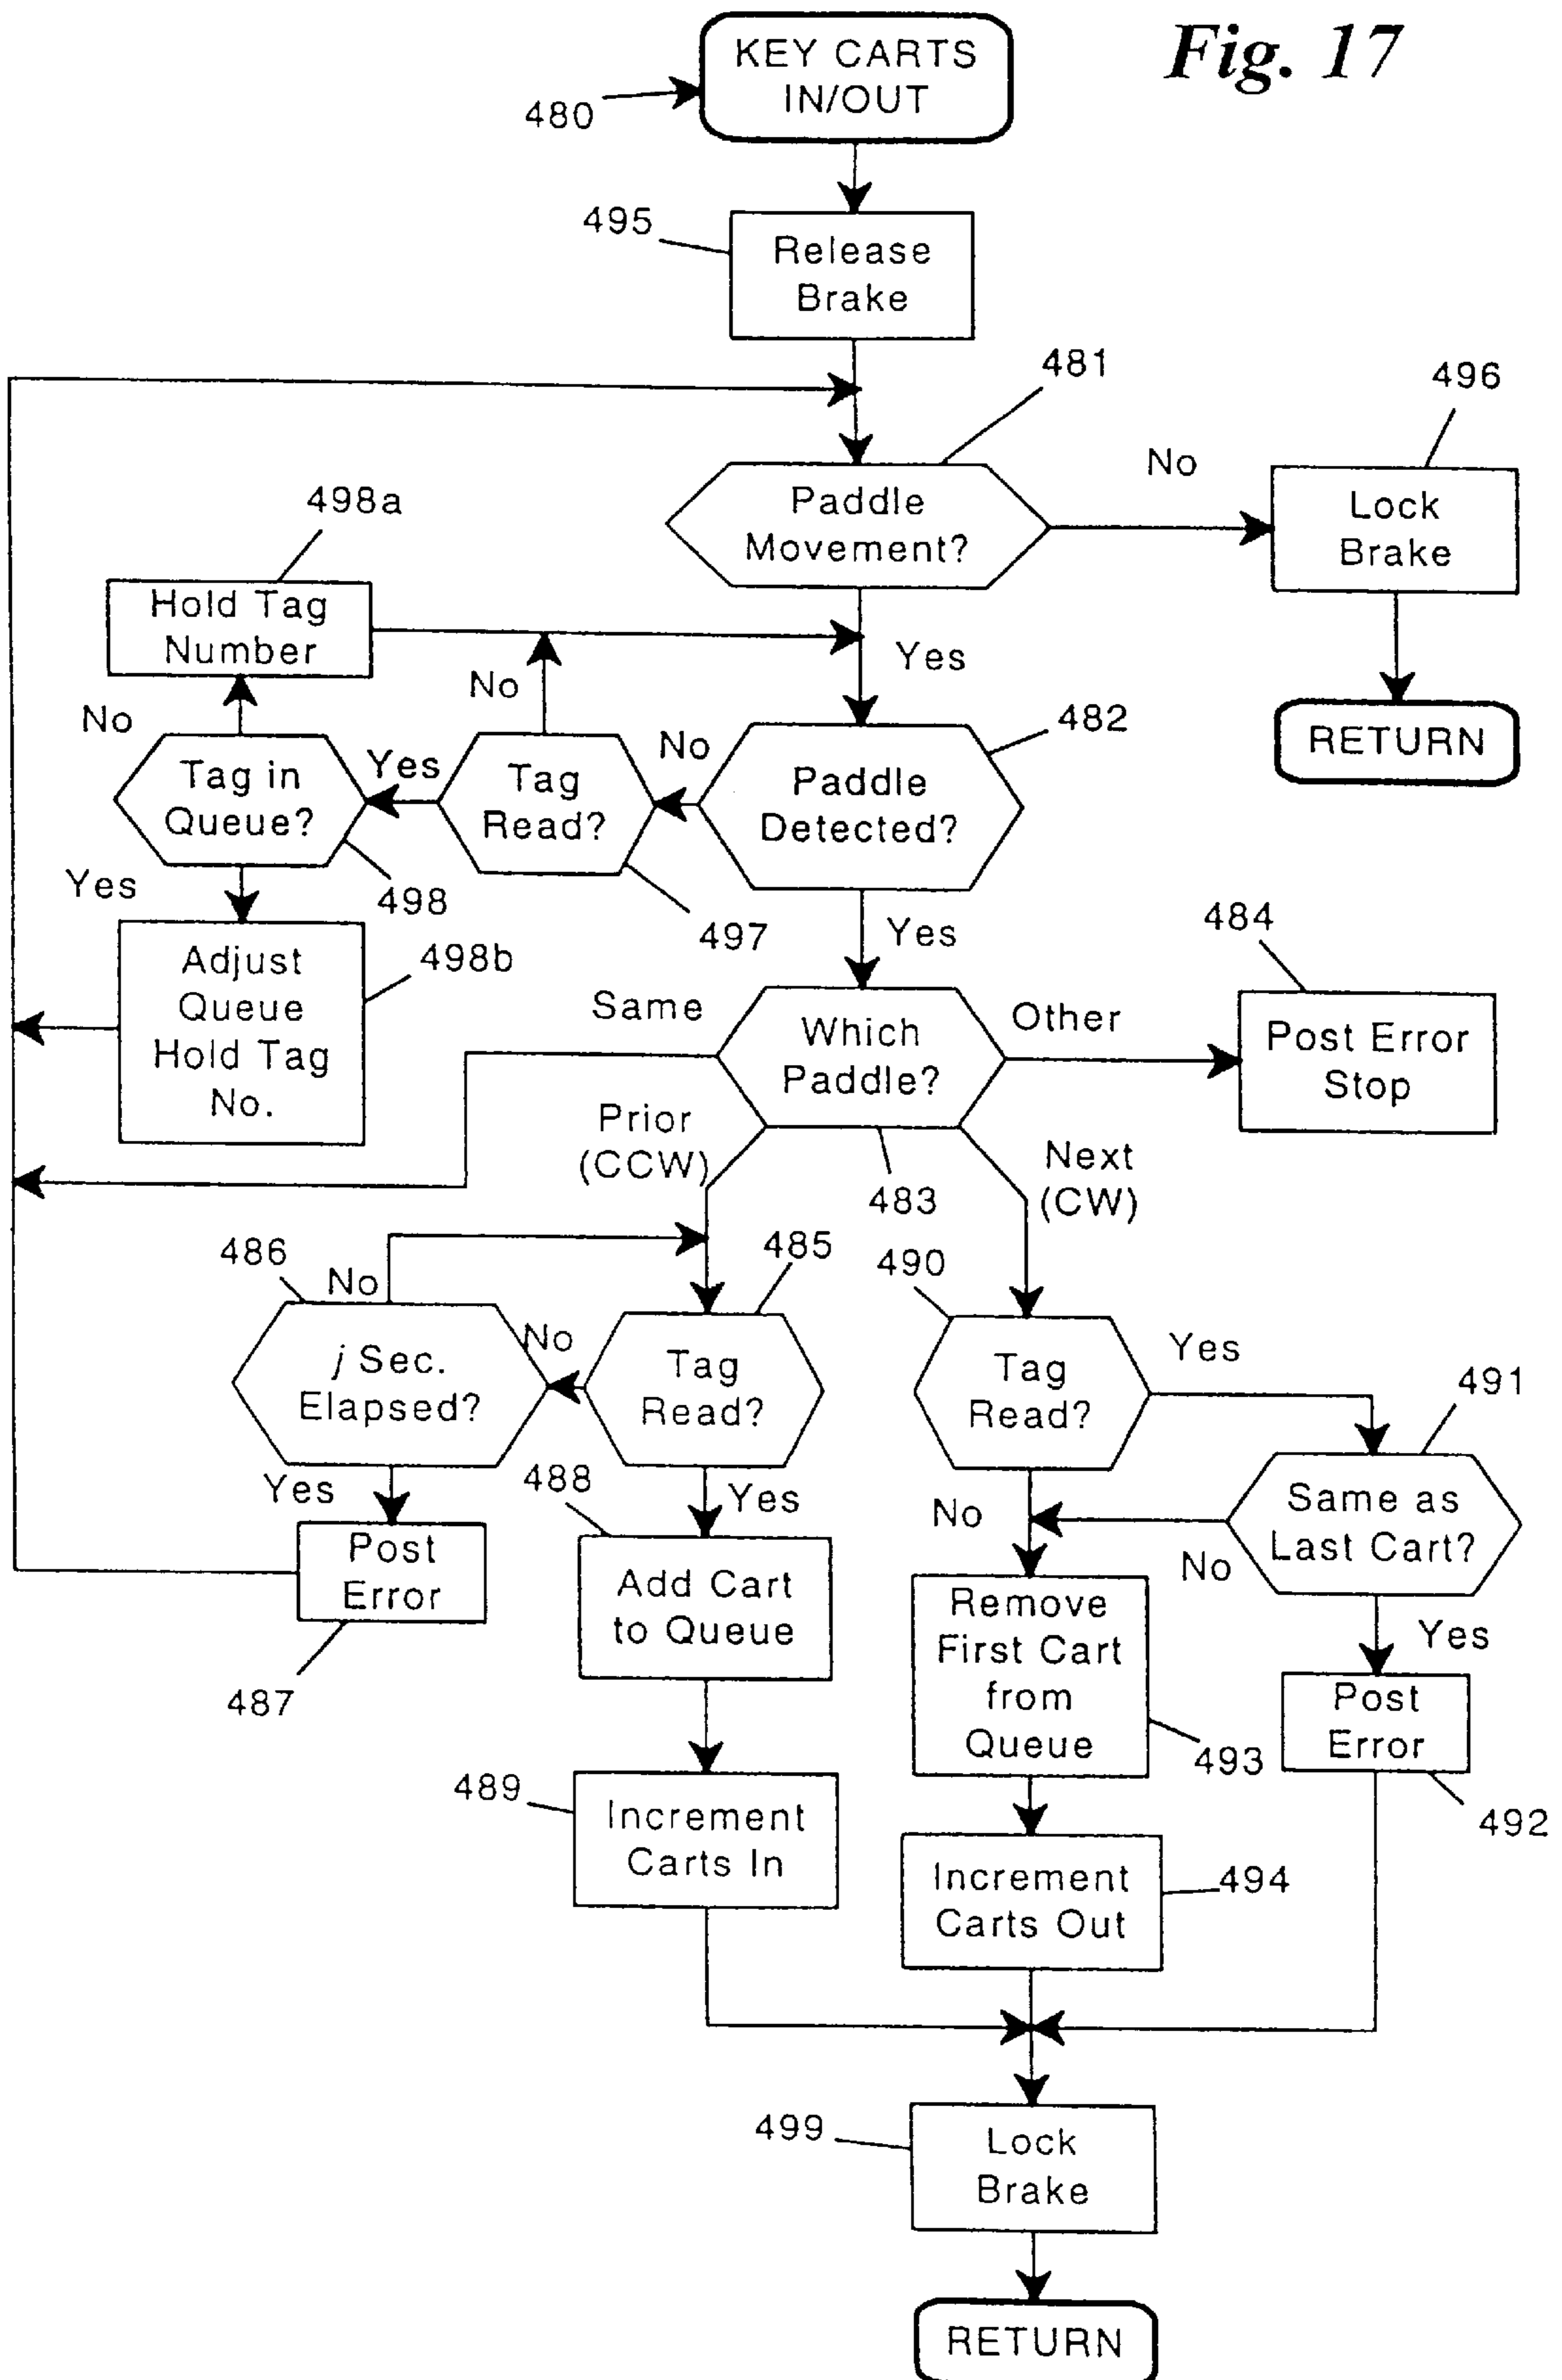 Fig. 17
KEY CARTS
IN/OUT
480
495
Release
Brake
481
496
No
Paddle
Movement?
Lock
Brake
498a
Hold Tag
Number
Yes
No
No
482
RETURN
No
Yes
Tag in
Queue?
Tag
Read?
Paddle
Detected?
Yes
498
497
Yes
484
Adjust
Queue
Hold Tag
No.
498b
Same
Which
Paddle?
Other
Post Error
Stop
Prior
(CCW)
483
Next
(CW)
486
No
485
490
No
j Sec.
Elapsed?
Tag
Read?
Tag
Read?
Yes
491
Yes
488
Yes
No
Same as
Last Cart?
No
Post
Error
Add Cart
to Queue
Remove
First Cart
from
Queue
Yes
487
Post
Error
493
489
Increment
Carts In
492
Increment
Carts Out
494
499
Lock
Brake
RETURN